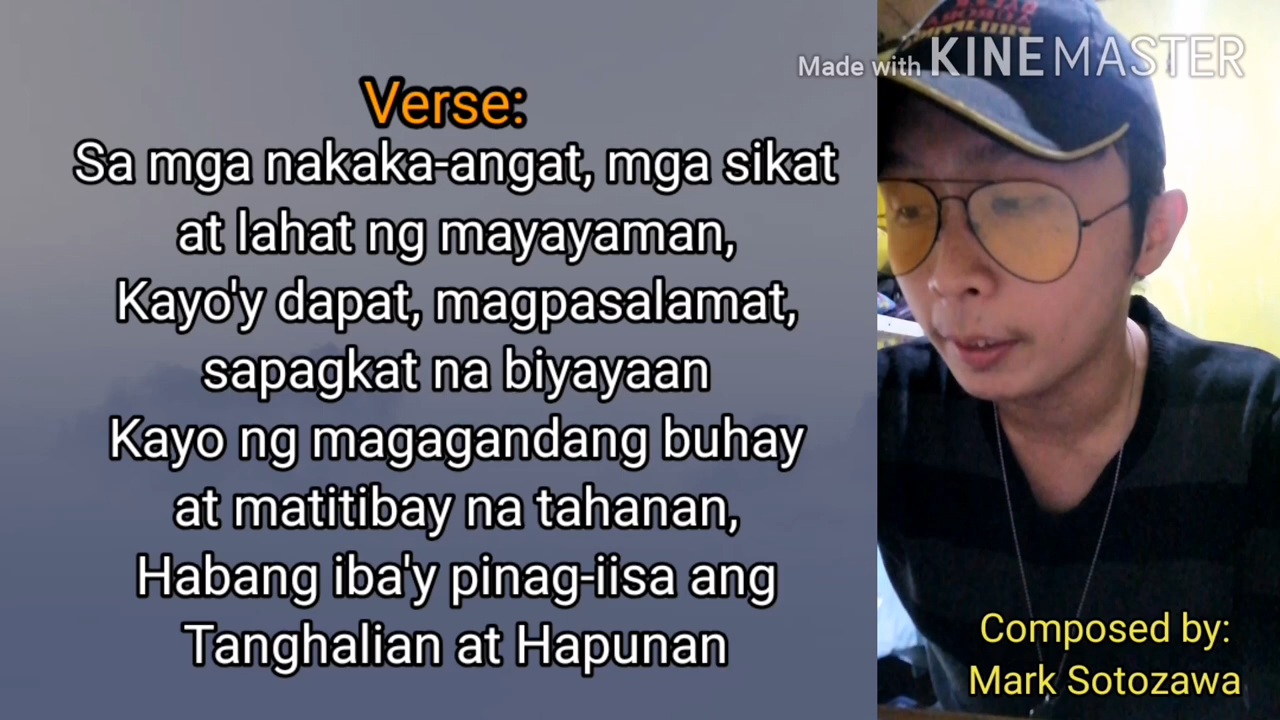 Made with KINEMASTER
Verse:
Sa mga nakaka-angat, mga sikat
at lahat ng mayayaman,
Kayo'y dapat, magpasalamat,
sapagkat na biyayaan
Kayo ng magagandang buhay
at matitibay na tahanan,
Habang iba'y pinag-iisa ang
Tanghalian at Hapunan
Composed by:
Mark Sotozawa